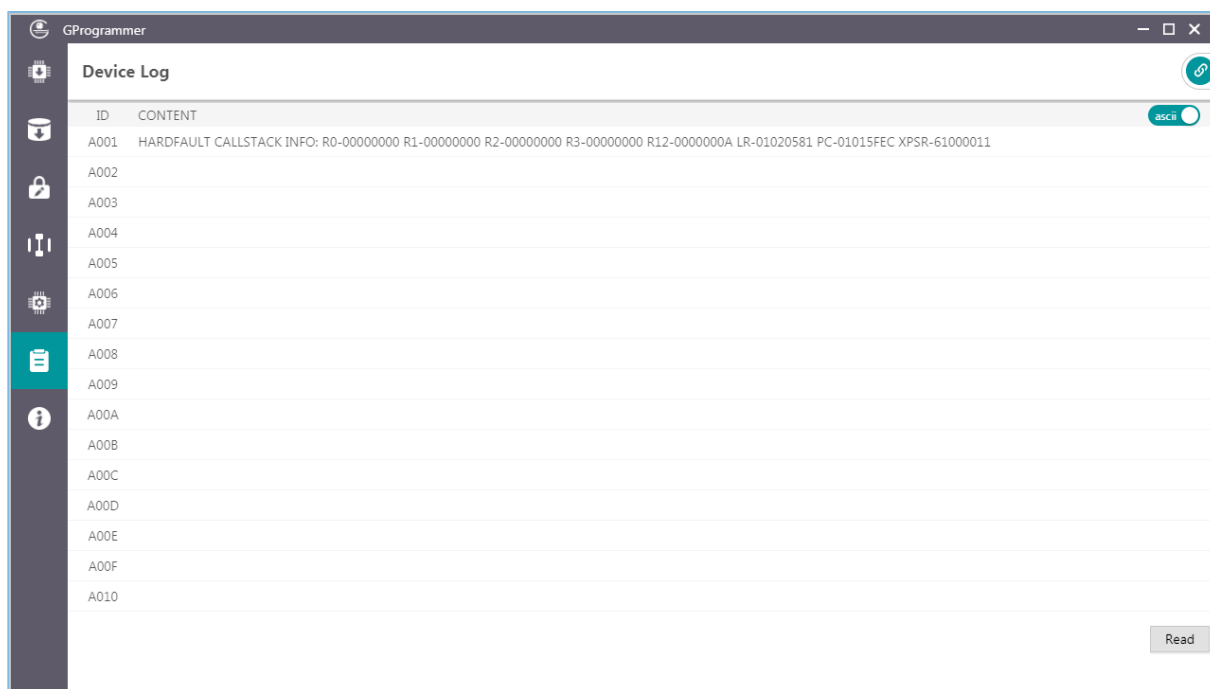 GProgrammer
Device Log
ID CONTENT ascii
A001 HARDFAULT CALLSTACK INFO: R0-00000000 R1-00000000 R2-00000000 R3-00000000 R12-0000000A LR-01020581 PC-01015FEC XPSR-61000011
A002
A003
A004
A005
A006
A007
A008
A009
A00A
A00B
A00C
A00D
A00E
A00F
A010
Read